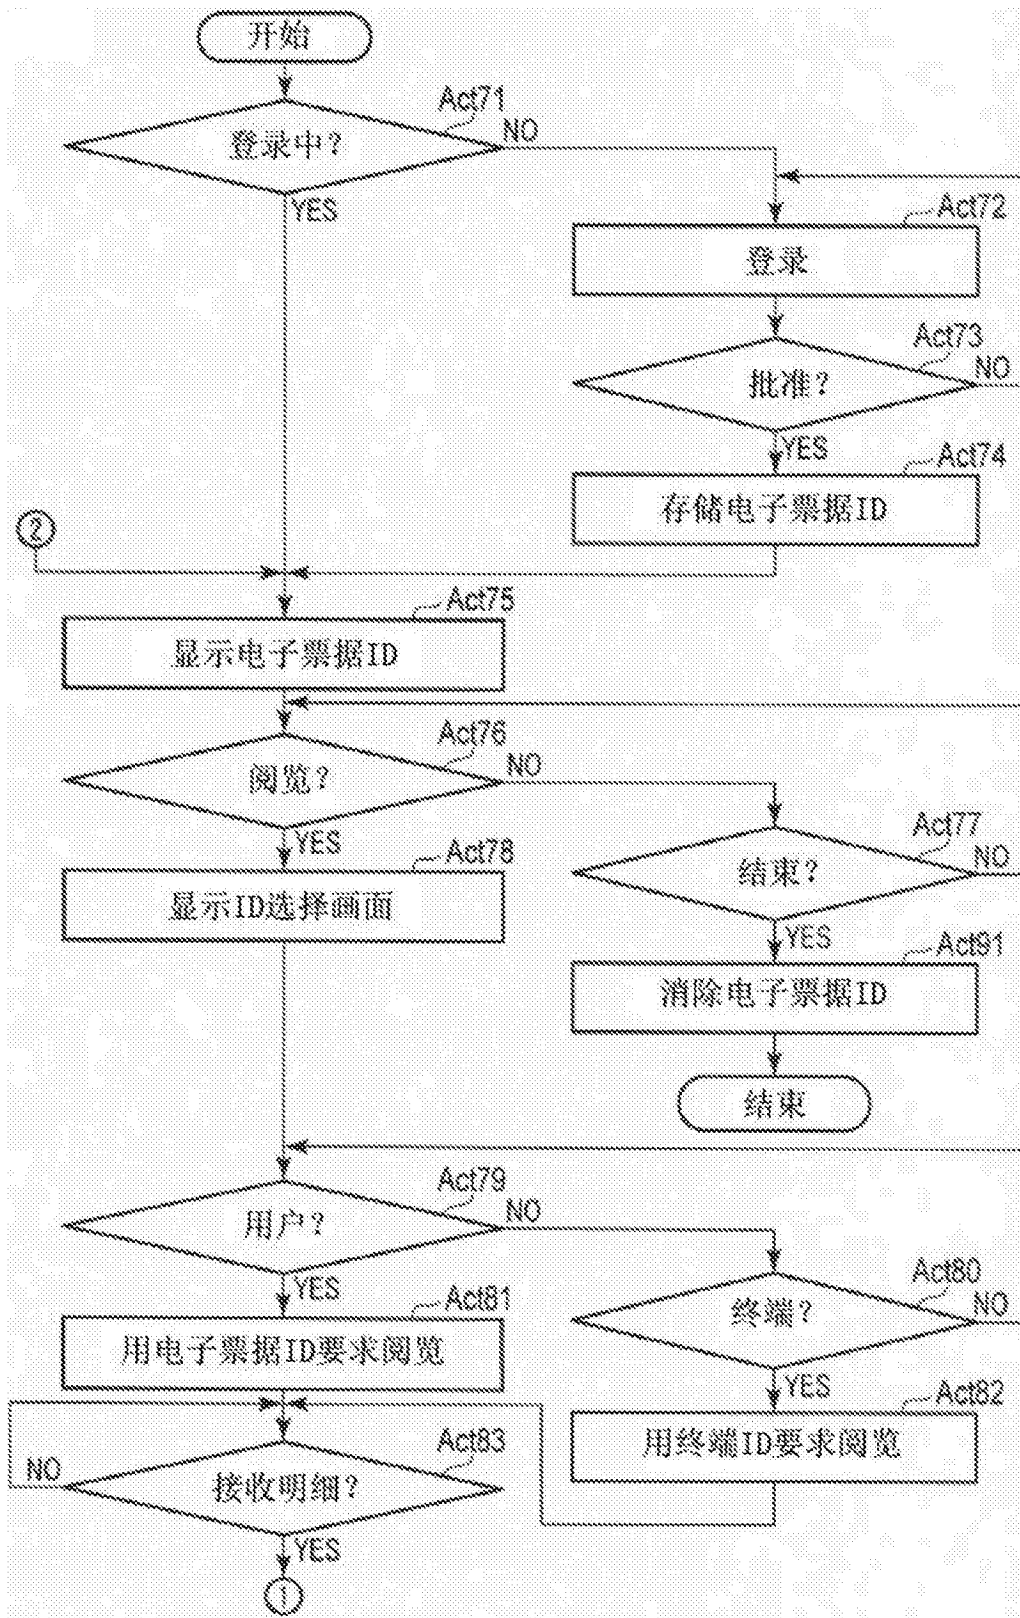 开始
Act71
登录中？
NO
YES
Act72
登录
Act73
批准？
NO
YES
Act74
存储电子票据ID
2
Act75
显示电子票据ID
Act76
阅览？
NO
YES
Act77
结束？
NO
YES
Act78
显示ID选择画面
Act91
消除电子票据ID
结束
Act79
用户？
NO
YES
Act80
终端？
NO
YES
Act81
用电子票据ID要求阅览
Act82
用终端ID要求阅览
Act83
接收明细？
NO
YES
1